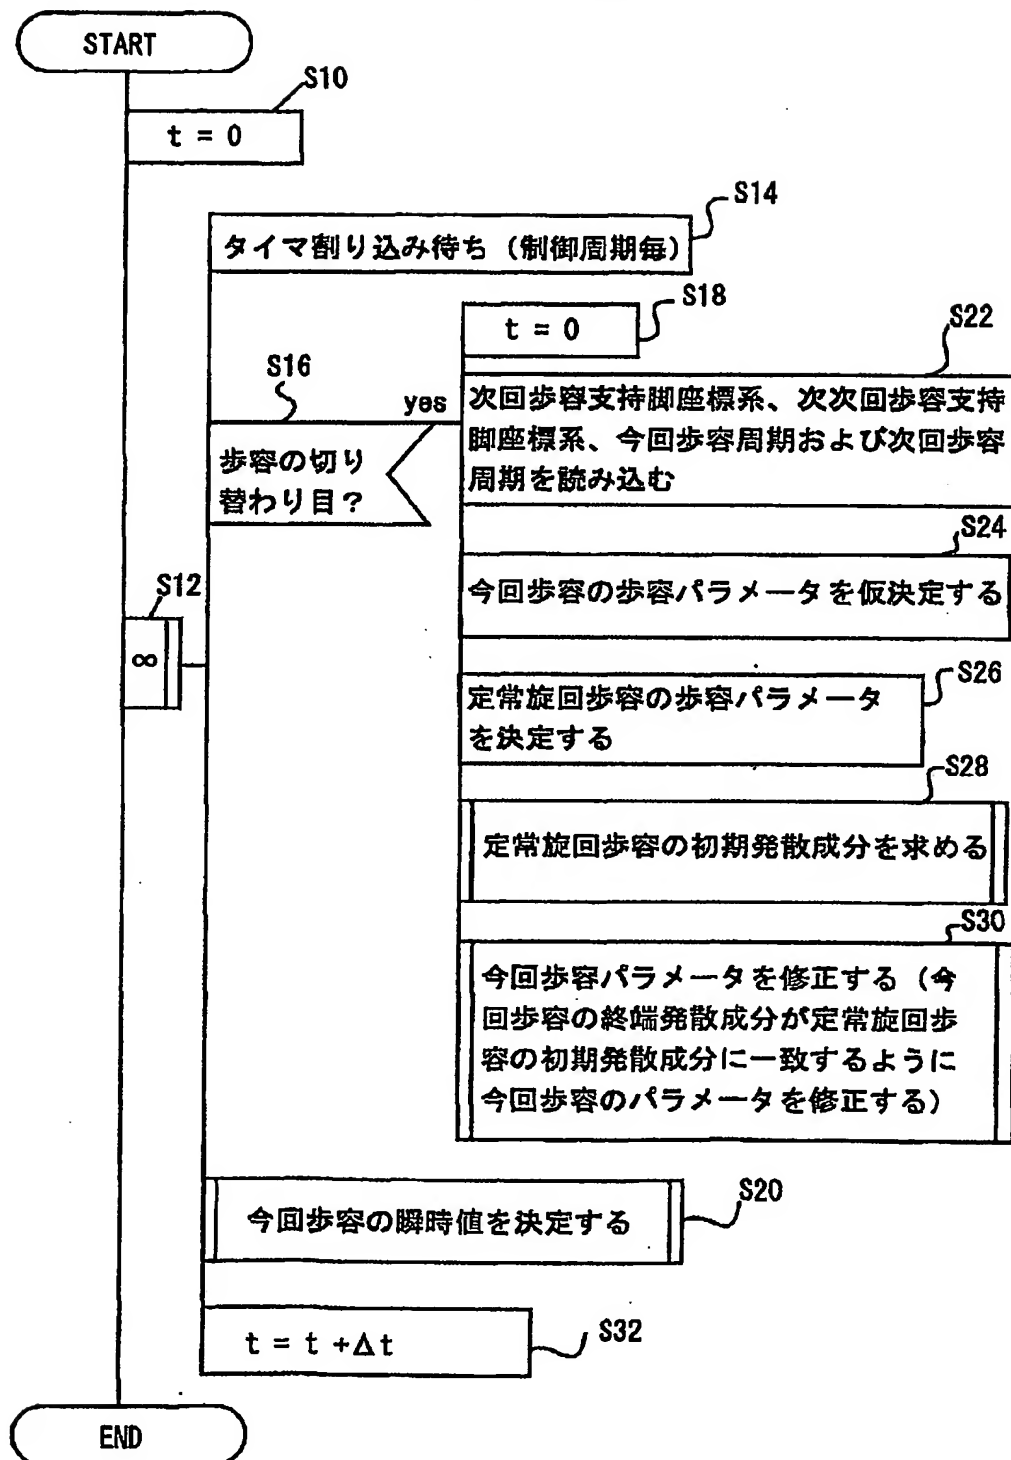 START
S10
t = 0
S14
タイマ割り込み待ち（制御周期毎）
S18
t = 0
S22
次回歩容支持脚座標系、次次回歩容支持
脚座標系、今回歩容周期および次回歩容
周期を読み込む
S16
yes
歩容の切り
替わり目？
S24
今回歩容の歩容パラメータを仮決定する
S12
∞
S26
定常旋回歩容の歩容パラメータ
を決定する
S28
定常旋回歩容の初期発散成分を求める
S30
今回歩容パラメータを修正する（今
回歩容の終端発散成分が定常旋回歩
容の初期発散成分に一致するように
今回歩容のパラメータを修正する）
S20
今回歩容の瞬時値を決定する
S32
t = t +Δt
END